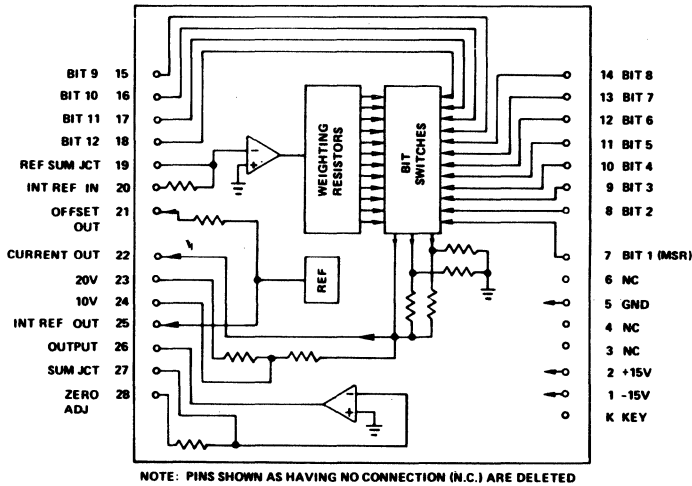 BIT 9 15
BIT 10 16
BIT 11 17
BIT 12 18
REF SUM JCT 19
INT REF IN 20
OFFSET OUT 21
CURRENT OUT 22
20V 23
10V 24
INT REF OUT 25
OUTPUT 26
SUM JCT 27
ZERO ADJ 28
WEIGHTING RESISTORS
BIT SWITCHES
REF
14 BIT 8
13 BIT 7
12 BIT 6
11 BIT 5
10 BIT 4
9 BIT 3
8 BIT 2
7 BIT 1 (MSR)
6 NC
5 GND
4 NC
3 NC
2 +15V
1 -15V
K KEY
NOTE: PINS SHOWN AS HAVING NO CONNECTION (N.C.) ARE DELETED